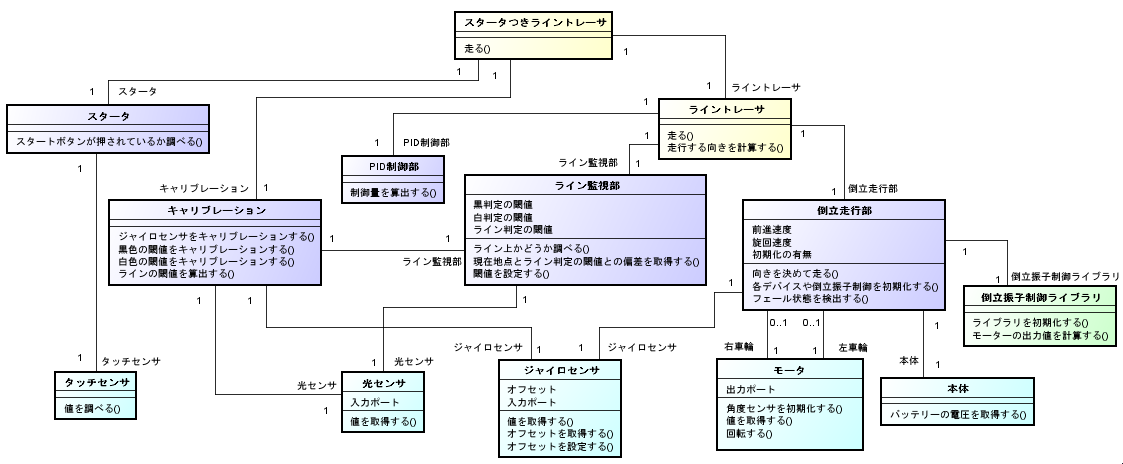 スタータつきライントレーサ
走る()
1
1
1
1
スタータ
1
ライントレーサ
スタータ
スタートボタンが押されているか調べる()
1
ライントレーサ
走る()
走行する向きを計算する()
1
1
1
1
PID制御部
PID制御部
制御量を算出する()
1
ライン監視部
1
倒立走行部
キャリブレーション
1
キャリブレーション
ジャイロセンサをキャリブレーションする()
黒色の閾値をキャリブレーションする()
白色の閾値をキャリブレーションする()
ラインの閾値を算出する()
1
1
ライン監視部
1
1
ライン監視部
黒判定の閾値
白判定の閾値
ライン判定の閾値
ライン上かどうか調べる()
現在地点とライン判定の閾値との偏差を取得する()
閾値を設定する()
1
倒立走行部
前進速度
旋回速度
初期化の有無
向きを決めて走る()
各デバイスや倒立振子制御を初期化する()
フェール状態を検出する()
1
1
0..1
0..1
1
1
倒立振子制御ライブラリ
倒立振子制御ライブラリ
ライブラリを初期化する()
モーターの出力値を計算する()
1
タッチセンサ
タッチセンサ
値を調べる()
1
光センサ
光センサ
1
光センサ
入力ポート
値を取得する()
ジャイロセンサ
1
1
ジャイロセンサ
ジャイロセンサ
オフセット
入力ポート
値を取得する()
オフセットを取得する()
オフセットを設定する()
右車輪
1
1
左車輪
モータ
出力ポート
角度センサを初期化する()
値を取得する()
回転する()
本体
1
本体
バッテリーの電圧を取得する()